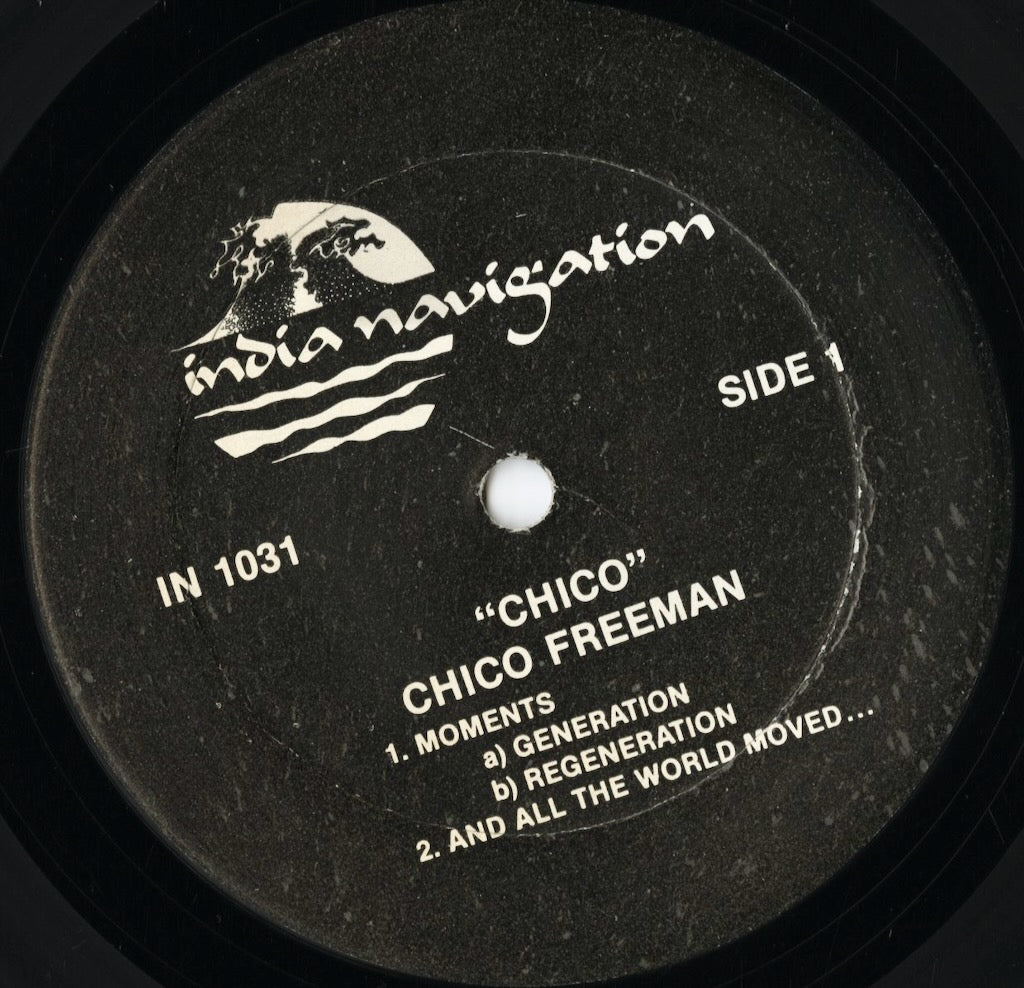 india navigation
SIDE 1
IN 1031
“CHICO”
CHICO FREEMAN
1. MOMENTS
a) GENERATION
b) REGENERATION
2. AND ALL THE WORLD MOVED...